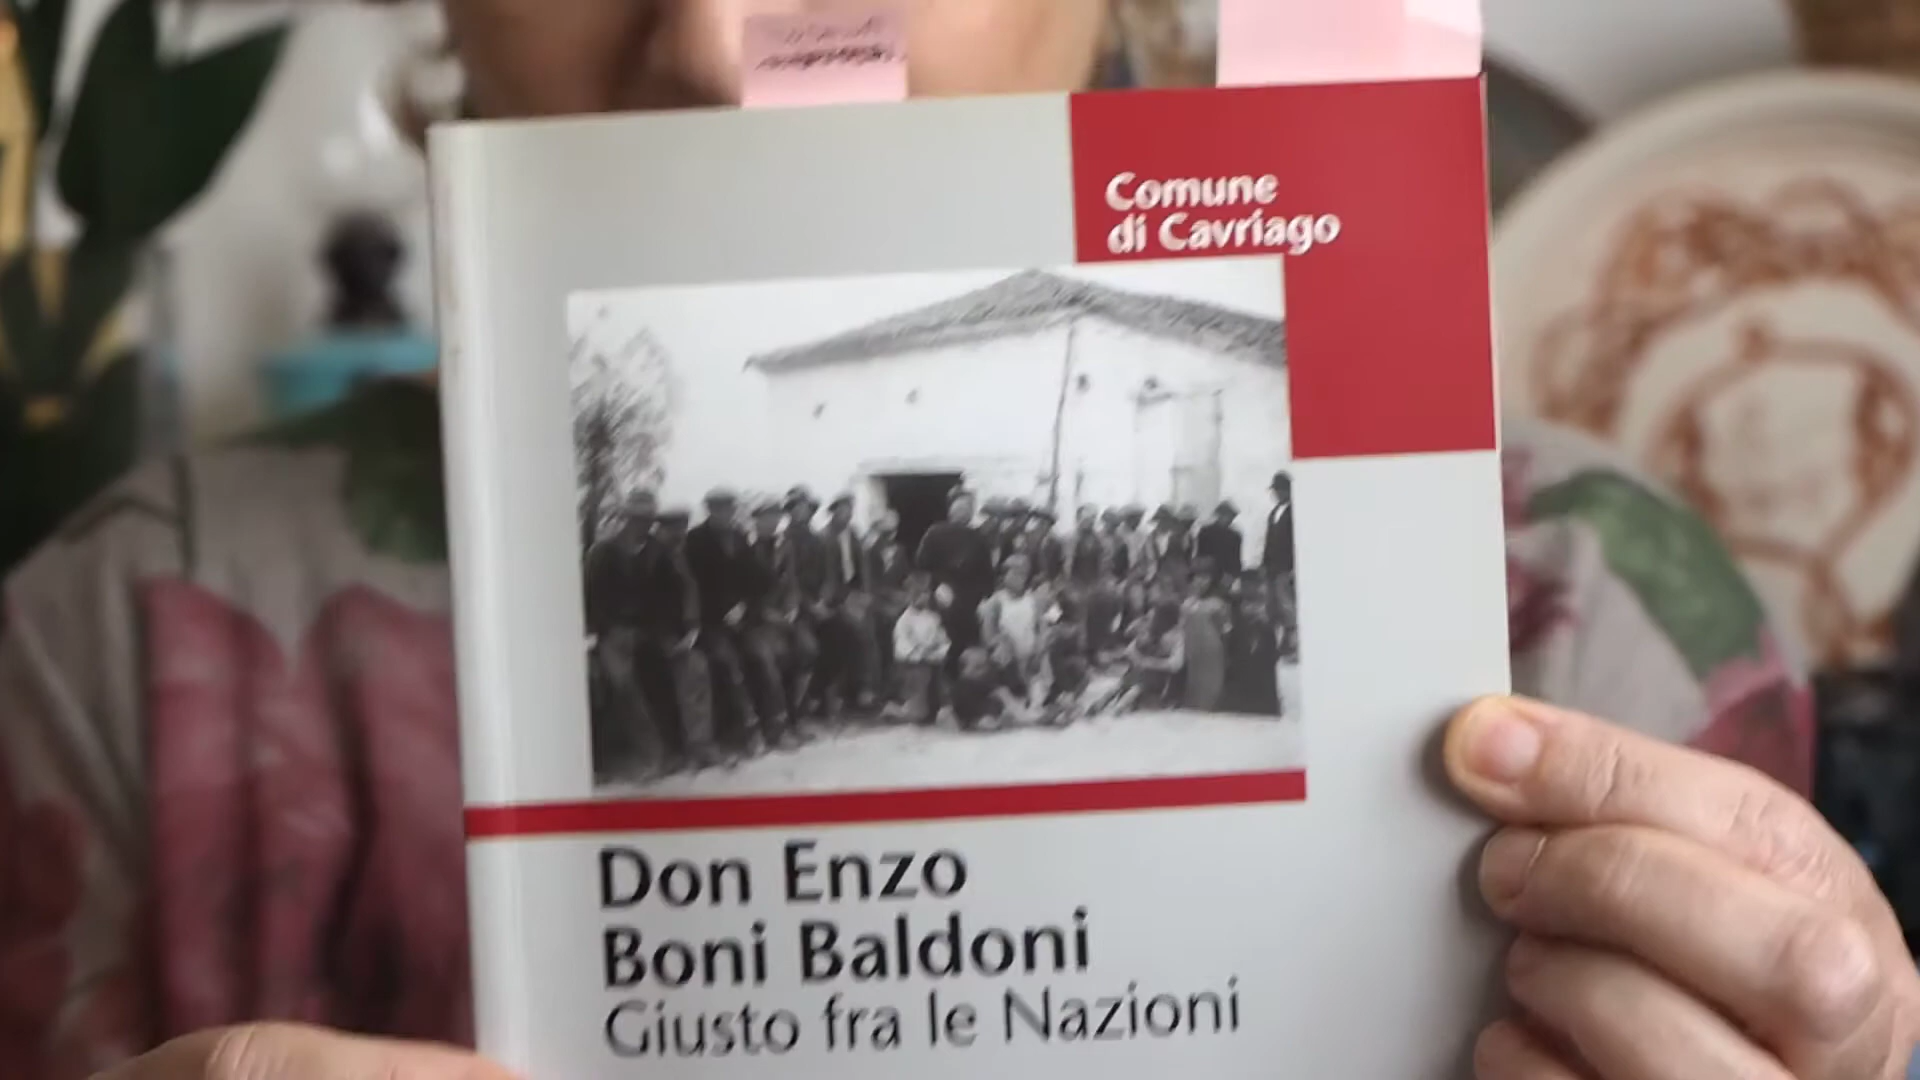 Comune
di Cavriago
Don Enzo
Boni Baldoni
Giusto fra le Nazioni